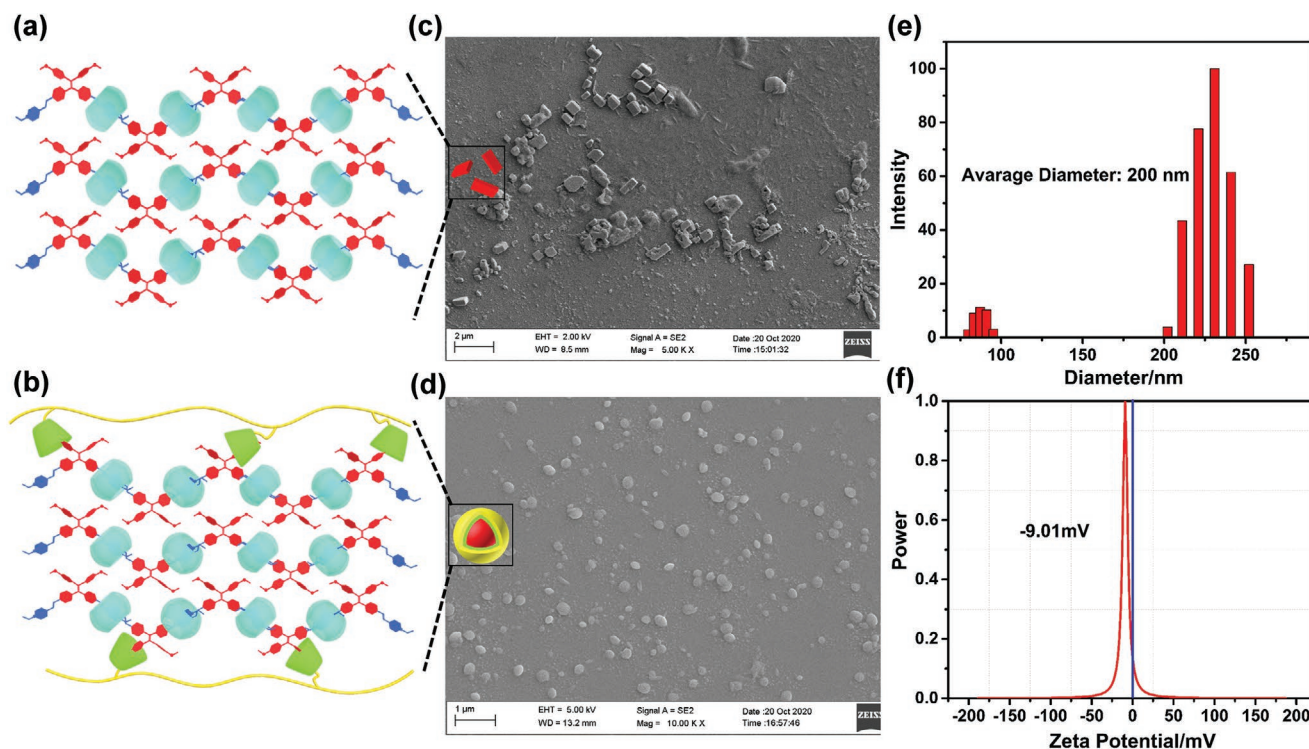 (a)
(c)
2 µm
EHT = 2.00 kV
WD = 8.5 mm
Signal A = SE2
Mag = 5.00 K X
Date :20 Oct 2020
Time :15:01:32
ZEISS
(e)
100
80
60
40
20
0
Intensity
Avarage Diameter: 200 nm
100 150 200 250
Diameter/nm
(b)
(d)
1 µm
EHT = 5.00 kV
WD = 13.2 mm
Signal A = SE2
Mag = 10.00 K X
Date :20 Oct 2020
Time :16:57:46
ZEISS
(f)
1.0
0.8
0.6
0.4
0.2
0.0
Power
-9.01mV
-200 -150 -100 -50 0 50 100 150 200
Zeta Potential/mV